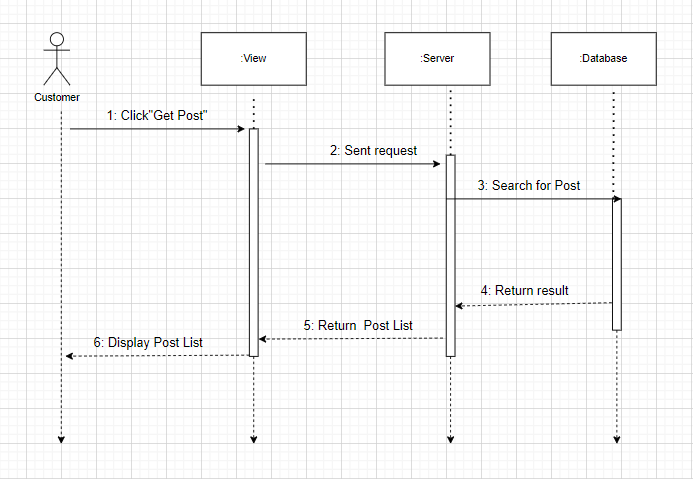 :View
:Server
:Database
Customer
1: Click"Get Post"
2: Sent request
3: Search for Post
4: Return result
5: Return  Post List
6: Display Post List